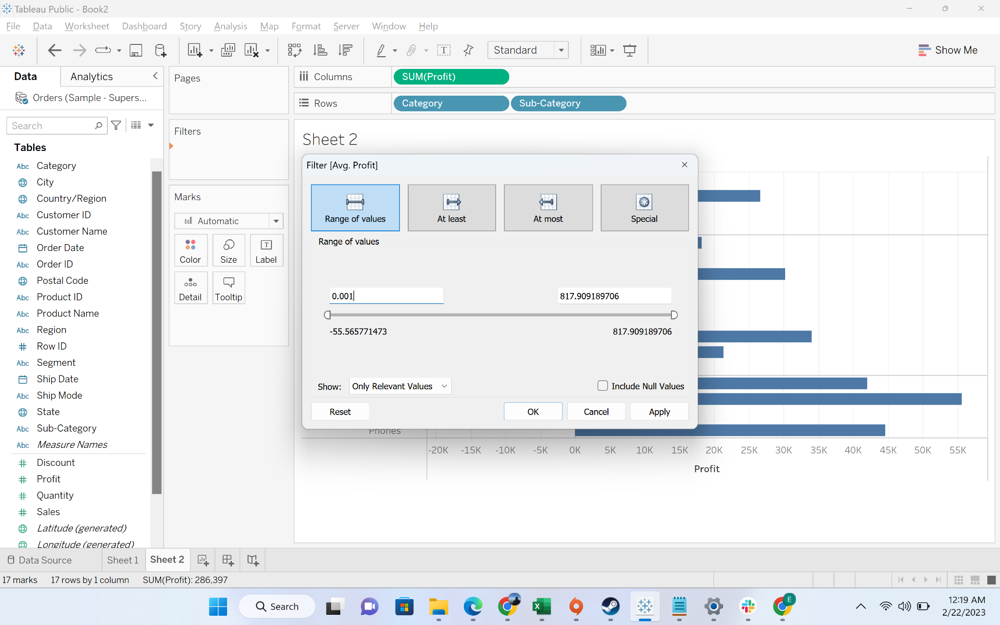 Tableau Public - Book2
File Data Worksheet Dashboard Story Analysis Map Format Server Window Help
Standard
Show Me
Data
Analytics
Orders (Sample - Supers...
Search
Tables
Abc Category
City
Country/Region
Abc Customer ID
Abc Customer Name
Order Date
Abc Order ID
Postal Code
Abc Product ID
Abc Product Name
Abc Region
# Row ID
Abc Segment
Ship Date
Abc Ship Mode
State
Abc Sub-Category
Abc Measure Names
# Discount
# Profit
# Quantity
# Sales
Latitude (generated)
Longitude (generated)
Pages
Filters
Marks
Automatic
Color
Size
T
Label
Detail
Tooltip
Columns
SUM(Profit)
Rows
Category
Sub-Category
Sheet 2
Filter [Avg. Profit]
Range of values
At least
At most
Special
Range of values
0.001
817.909189706
-55.565771473
817.909189706
Show:
Only Relevant Values
Include Null Values
Reset
OK
Cancel
Apply
Phones
-20K -15K -10K -5K 0K 5K 10K 15K 20K 25K 30K 35K 40K 45K 50K 55K
Profit
Data Source
Sheet 1
Sheet 2
17 marks
17 rows by 1 column
SUM(Profit): 286,397
Search
E
12:19 AM
2/22/2023